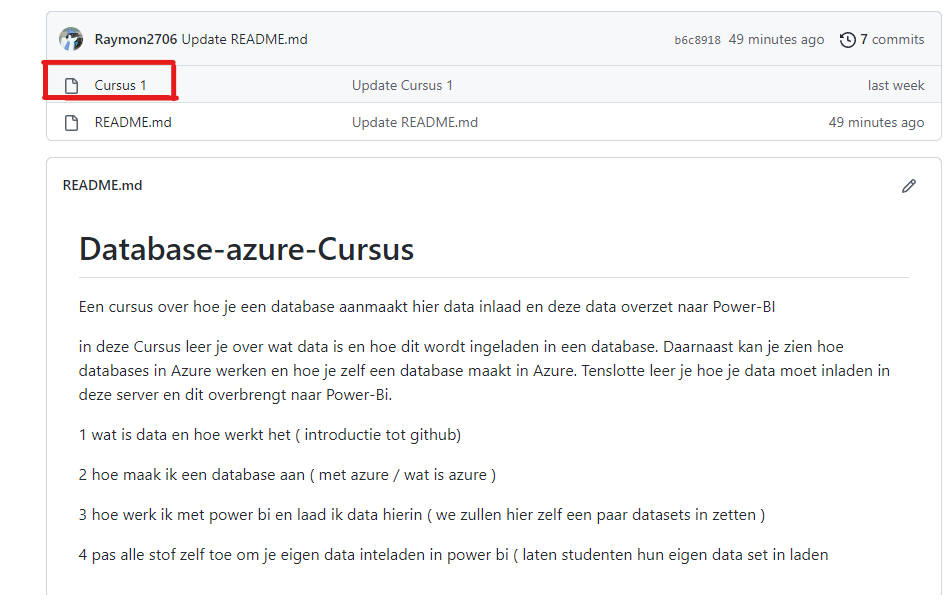 Raymon2706 Update README.md b6c8918 49 minutes ago 7 commits
Cursus 1 Update Cursus 1 last week
README.md Update README.md 49 minutes ago
README.md
Database-azure-Cursus
Een cursus over hoe je een database aanmaakt hier data inlaad en deze data overzet naar Power-BI
in deze Cursus leer je over wat data is en hoe dit wordt ingeladen in een database. Daarnaast kan je zien hoe
databases in Azure werken en hoe je zelf een database maakt in Azure. Tenslotte leer je hoe je data moet inladen in
deze server en dit overbrengt naar Power-Bi.
1 wat is data en hoe werkt het ( introductie tot github)
2 hoe maak ik een database aan ( met azure / wat is azure )
3 hoe werk ik met power bi en laad ik data hierin ( we zullen hier zelf een paar datasets in zetten )
4 pas alle stof zelf toe om je eigen data inteladen in power bi ( laten studenten hun eigen data set in laden